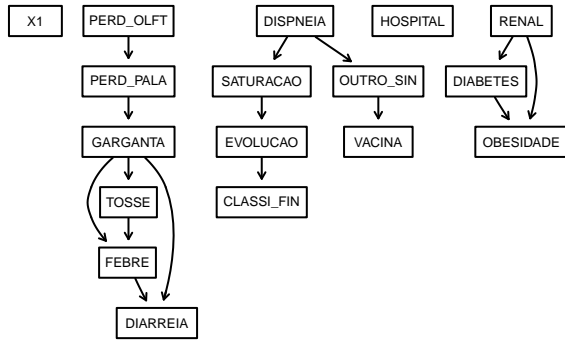 X1 PERD_OLFT DISPNEIA HOSPITAL RENAL
PERD_PALA SATURACAO OUTRO_SIN DIABETES
GARGANTA EVOLUCAO VACINA OBESIDADE
TOSSE CLASSI_FIN
FEBRE
DIARREIA